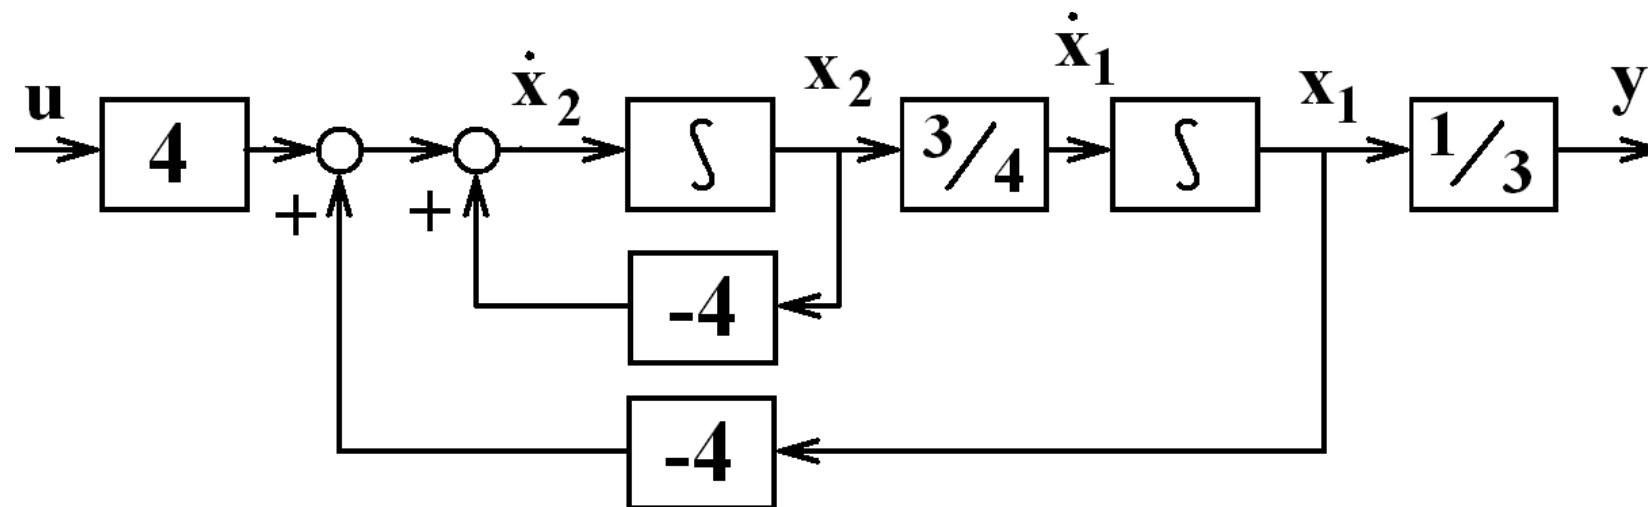 u 4 ẋ₂ ∫ x₂ 3/4 ẋ₁ ∫ x₁ 1/3 y
+ +
-4
-4